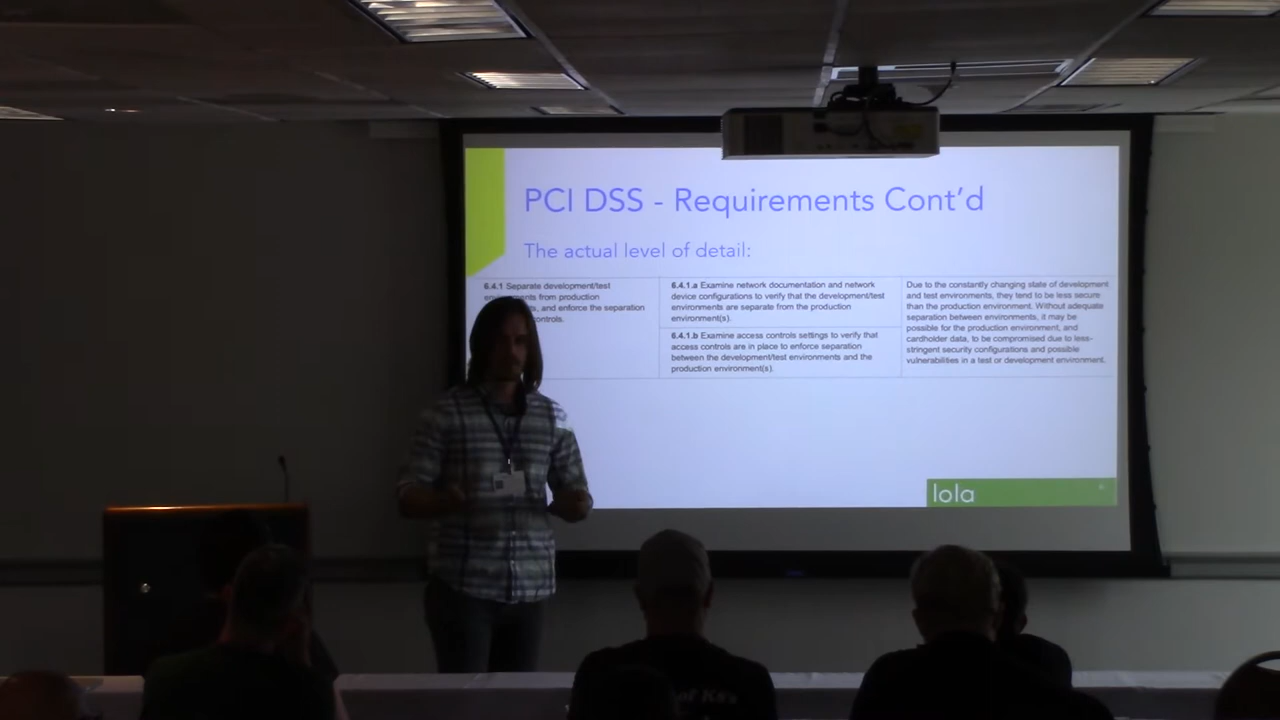 PCI DSS - Requirements Cont'd
The actual level of detail:
6.4.1 Separate development/test
from production
, and enforce the separation
controls.
6.4.1.a Examine network documentation and network
device configurations to verify that the development/test
environments are separate from the production
environment(s).
6.4.1.b Examine access controls settings to verify that
access controls are in place to enforce separation
between the development/test environments and the
production environment(s).
Due to the constantly changing state of development
and test environments, they tend to be less secure
than the production environment. Without adequate
separation between environments, it may be
possible for the production environment, and
cardholder data, to be compromised due to less-
stringent security configurations and possible
vulnerabilities in a test or development environment.
lola